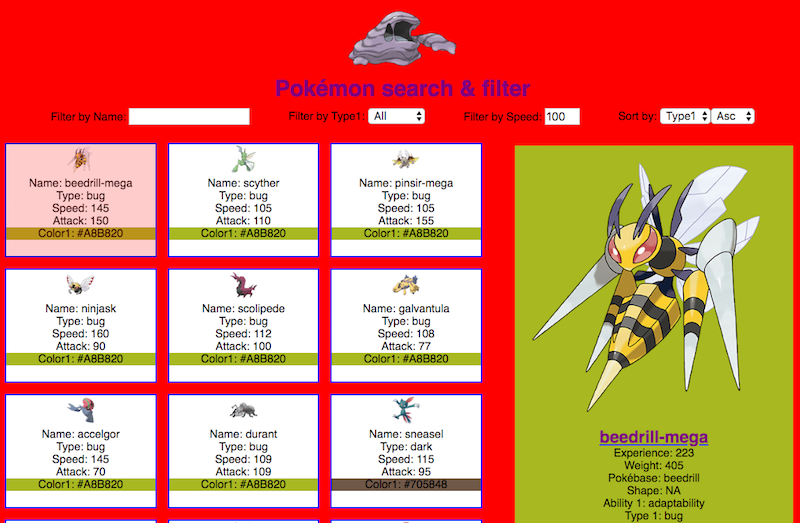 Pokémon search & filter
Filter by Name:
Filter by Type1: All
Filter by Speed: 100
Sort by: Type1 Asc
Name: beedrill-mega
Type: bug
Speed: 145
Attack: 150
Color1: #A8B820
Name: scyther
Type: bug
Speed: 105
Attack: 110
Color1: #A8B820
Name: pinsir-mega
Type: bug
Speed: 105
Attack: 155
Color1: #A8B820
Name: ninjask
Type: bug
Speed: 160
Attack: 90
Color1: #A8B820
Name: scolipede
Type: bug
Speed: 112
Attack: 100
Color1: #A8B820
Name: galvantula
Type: bug
Speed: 108
Attack: 77
Color1: #A8B820
Name: accelgor
Type: bug
Speed: 145
Attack: 70
Color1: #A8B820
Name: durant
Type: bug
Speed: 109
Attack: 109
Color1: #A8B820
Name: sneasel
Type: dark
Speed: 115
Attack: 95
Color1: #705848
beedrill-mega
Experience: 223
Weight: 405
Pokébase: beedrill
Shape: NA
Ability 1: adaptability
Type 1: bug